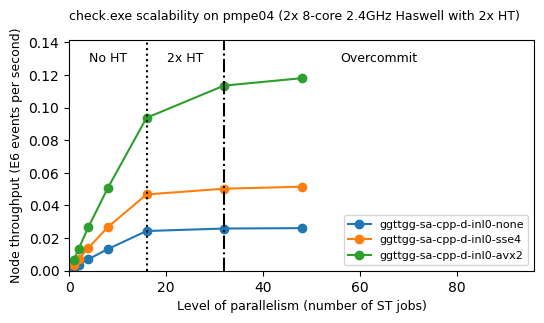 check.exe scalability on pmpe04 (2x 8-core 2.4GHz Haswell with 2x HT)
Node throughput (E6 events per second)
0.14
0.12
0.10
0.08
0.06
0.04
0.02
0.00
No HT
2x HT
Overcommit
ggttgg-sa-cpp-d-inl0-none
ggttgg-sa-cpp-d-inl0-sse4
ggttgg-sa-cpp-d-inl0-avx2
0
20
40
60
80
Level of parallelism (number of ST jobs)